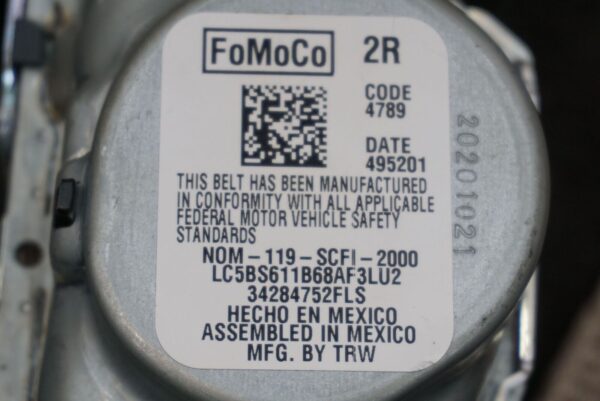 FoMoCo 2R
CODE
4789
DATE
495201
THIS BELT HAS BEEN MANUFACTURED
IN CONFORMITY WITH ALL APPLICABLE
FEDERAL MOTOR VEHICLE SAFETY
STANDARDS
NOM-119-SCFI-2000
LC5BS611B68AF3LU2
34284752FLS
HECHO EN MEXICO
ASSEMBLED IN MEXICO
MFG. BY TRW
20201021